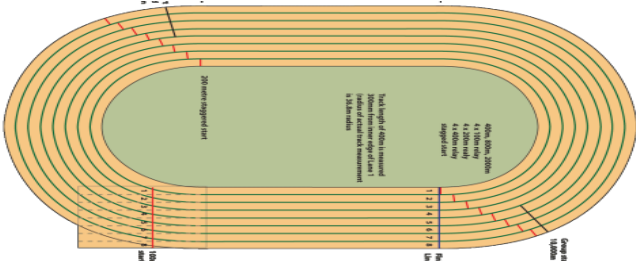 200 metre staggered start
Track length of 400m is measured
300mm from inner edge of Lane 1
(radius of actual track measurement
is 36.8m radius
400m, 800m, 2000m
4 x 100m relay
4 x 200m realy
4 x 400m relay
staggered start
1 2 3 4 5 6 7 8
1 2 3 4 5 6 7 8
100
start
Fin
Lin
Group st
10,000m